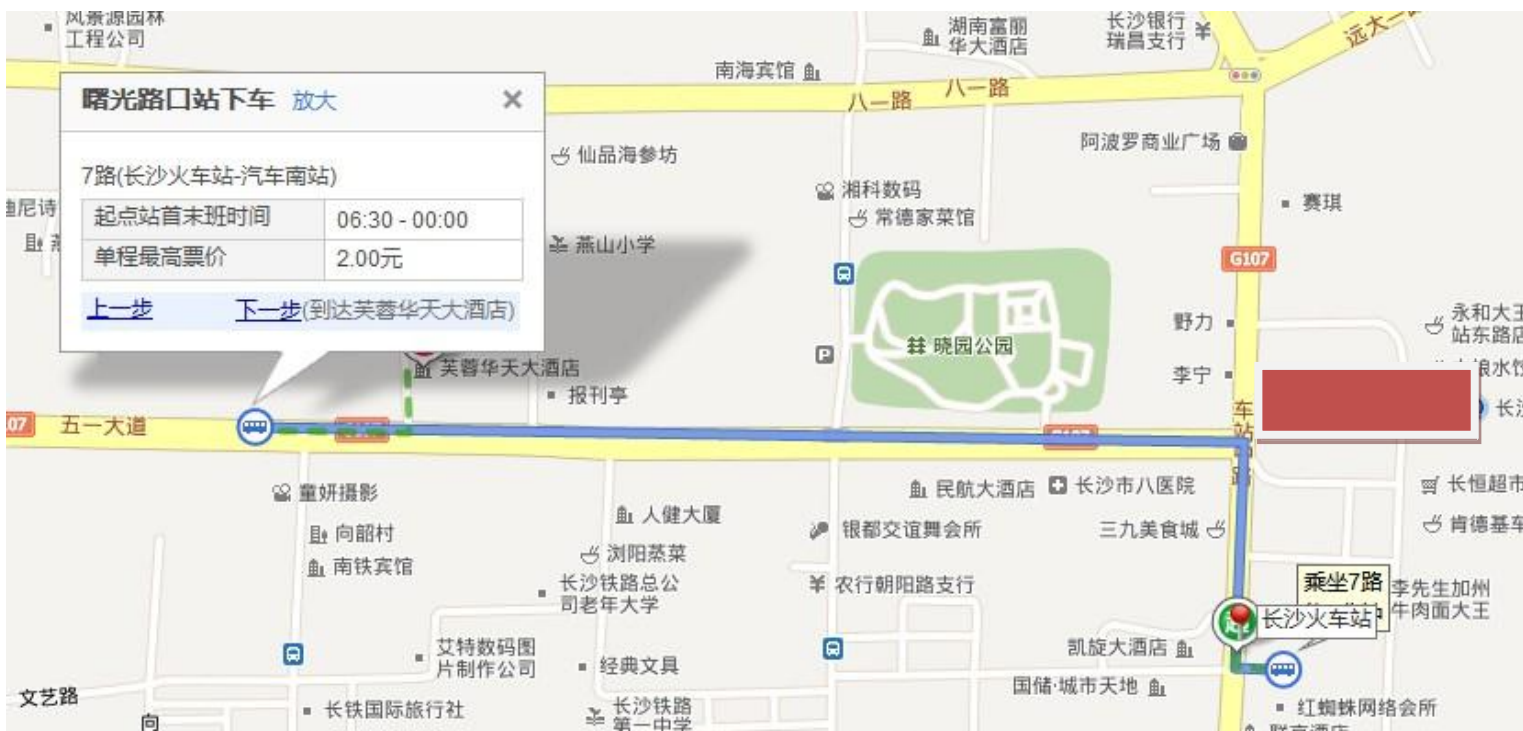 风景源园林
工程公司
湖南富丽
华大酒店
长沙银行
瑞昌支行
远大一
南海宾馆
八一路
八一路
曙光路口站下车 放大
7路(长沙火车站-汽车南站)
起点站首末班时间 06:30 - 00:00
单程最高票价 2.00元
上一步 下一步(到达芙蓉华天大酒店)
仙品海参坊
阿波罗商业广场
湘科数码
常德家菜馆
赛琪
迪尼诗
燕山小学
G107
野力
永和大王
站东路店
晓园公园
P
芙蓉华天大酒店
李宁
报刊亭
07
五一大道
车站
路
长沙
童妍摄影
民航大酒店
长沙市八医院
长恒超市
人健大厦
向韶村
银都交谊舞会所
三九美食城
肯德基车
浏阳蒸菜
南铁宾馆
长沙铁路总公
司老年大学
农行朝阳路支行
乘坐7路
李先生加州
牛肉面大王
长沙火车站
艾特数码图
片制作公司
经典文具
凯旋大酒店
国储·城市天地
文艺路
向
长铁国际旅行社
长沙铁路
第一中学
红蜘蛛网络会所